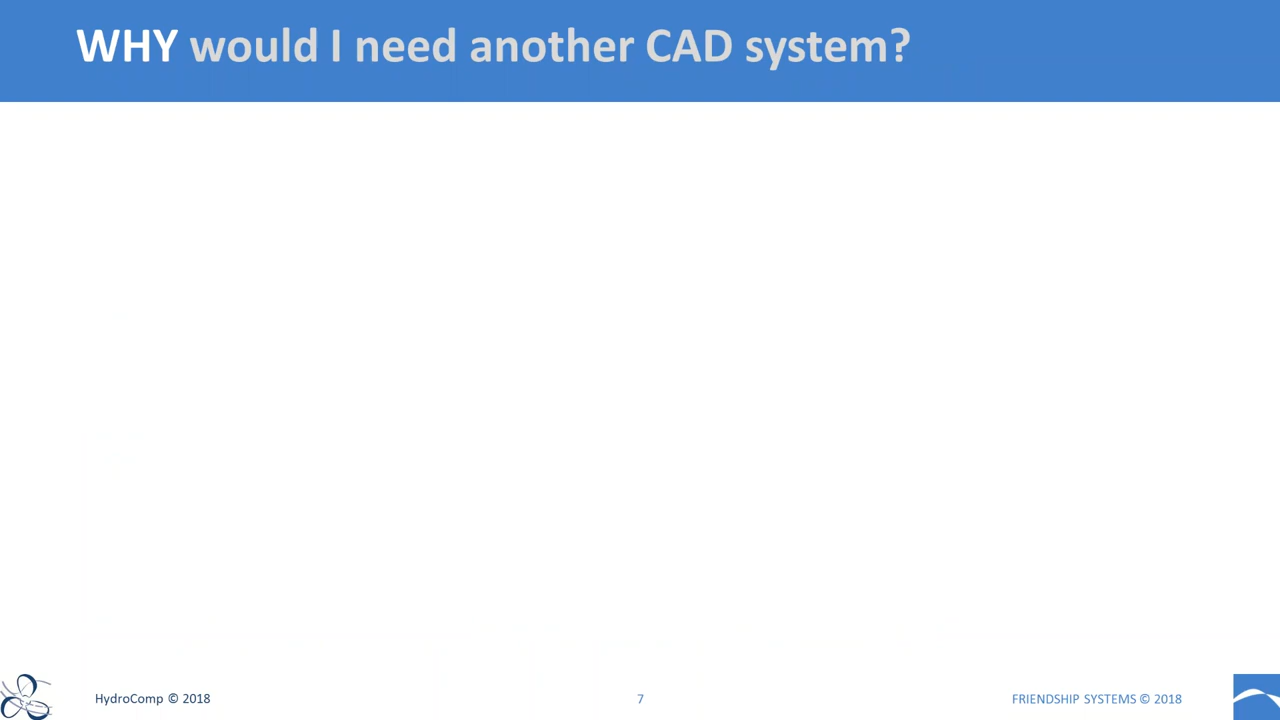 WHY would I need another CAD system?
HydroComp © 2018
7
FRIENDSHIP SYSTEMS © 2018